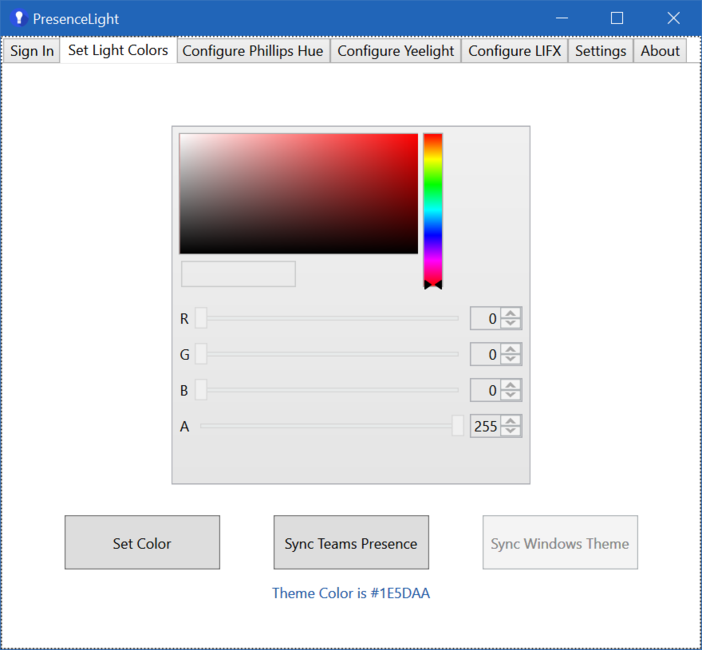 PresenceLight
Sign In Set Light Colors Configure Phillips Hue Configure Yeelight Configure LIFX Settings About
R 0
G 0
B 0
A 255
Set Color Sync Teams Presence Sync Windows Theme
Theme Color is #1E5DAA